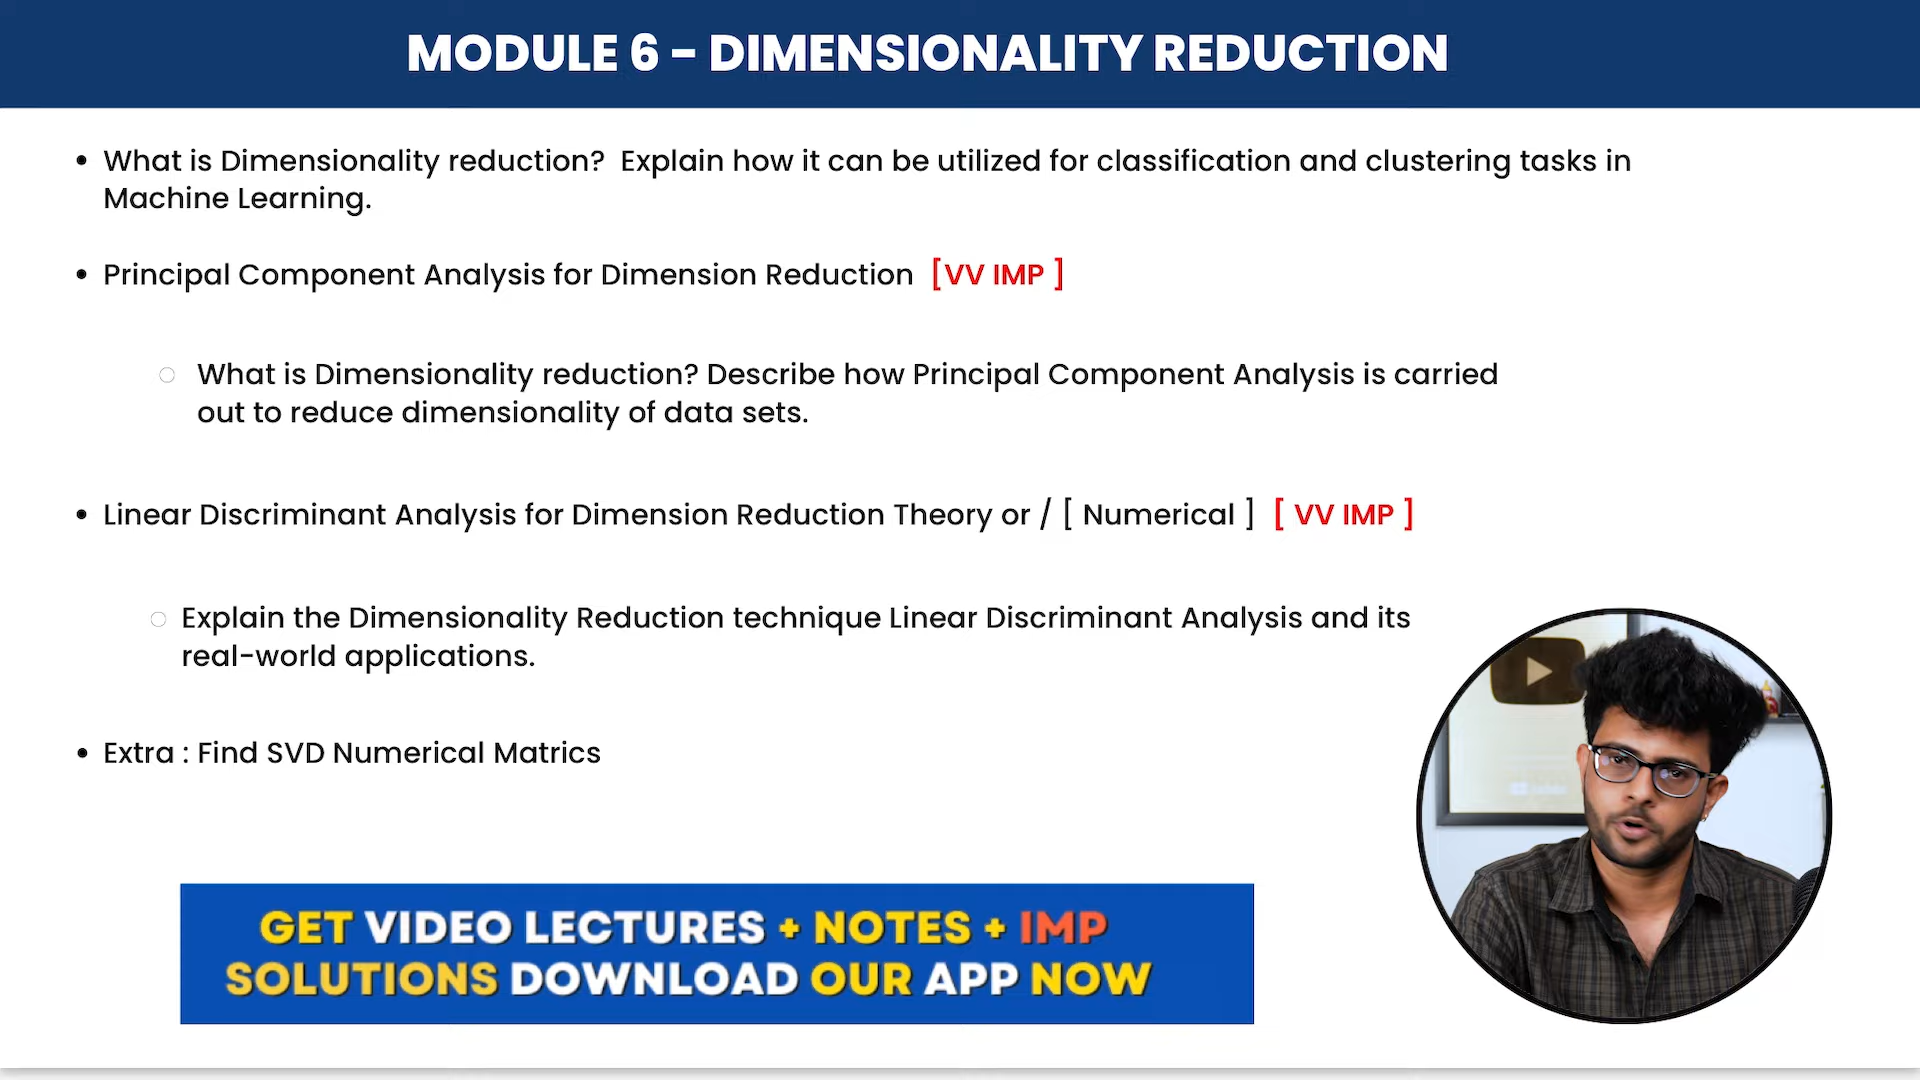 MODULE 6 - DIMENSIONALITY REDUCTION
• What is Dimensionality reduction?  Explain how it can be utilized for classification and clustering tasks in
Machine Learning.
• Principal Component Analysis for Dimension Reduction  [VV IMP ]
○ What is Dimensionality reduction? Describe how Principal Component Analysis is carried
out to reduce dimensionality of data sets.
• Linear Discriminant Analysis for Dimension Reduction Theory or / [ Numerical ]  [ VV IMP ]
○ Explain the Dimensionality Reduction technique Linear Discriminant Analysis and its
real-world applications.
• Extra : Find SVD Numerical Matrics
GET VIDEO LECTURES + NOTES + IMP
SOLUTIONS DOWNLOAD OUR APP NOW